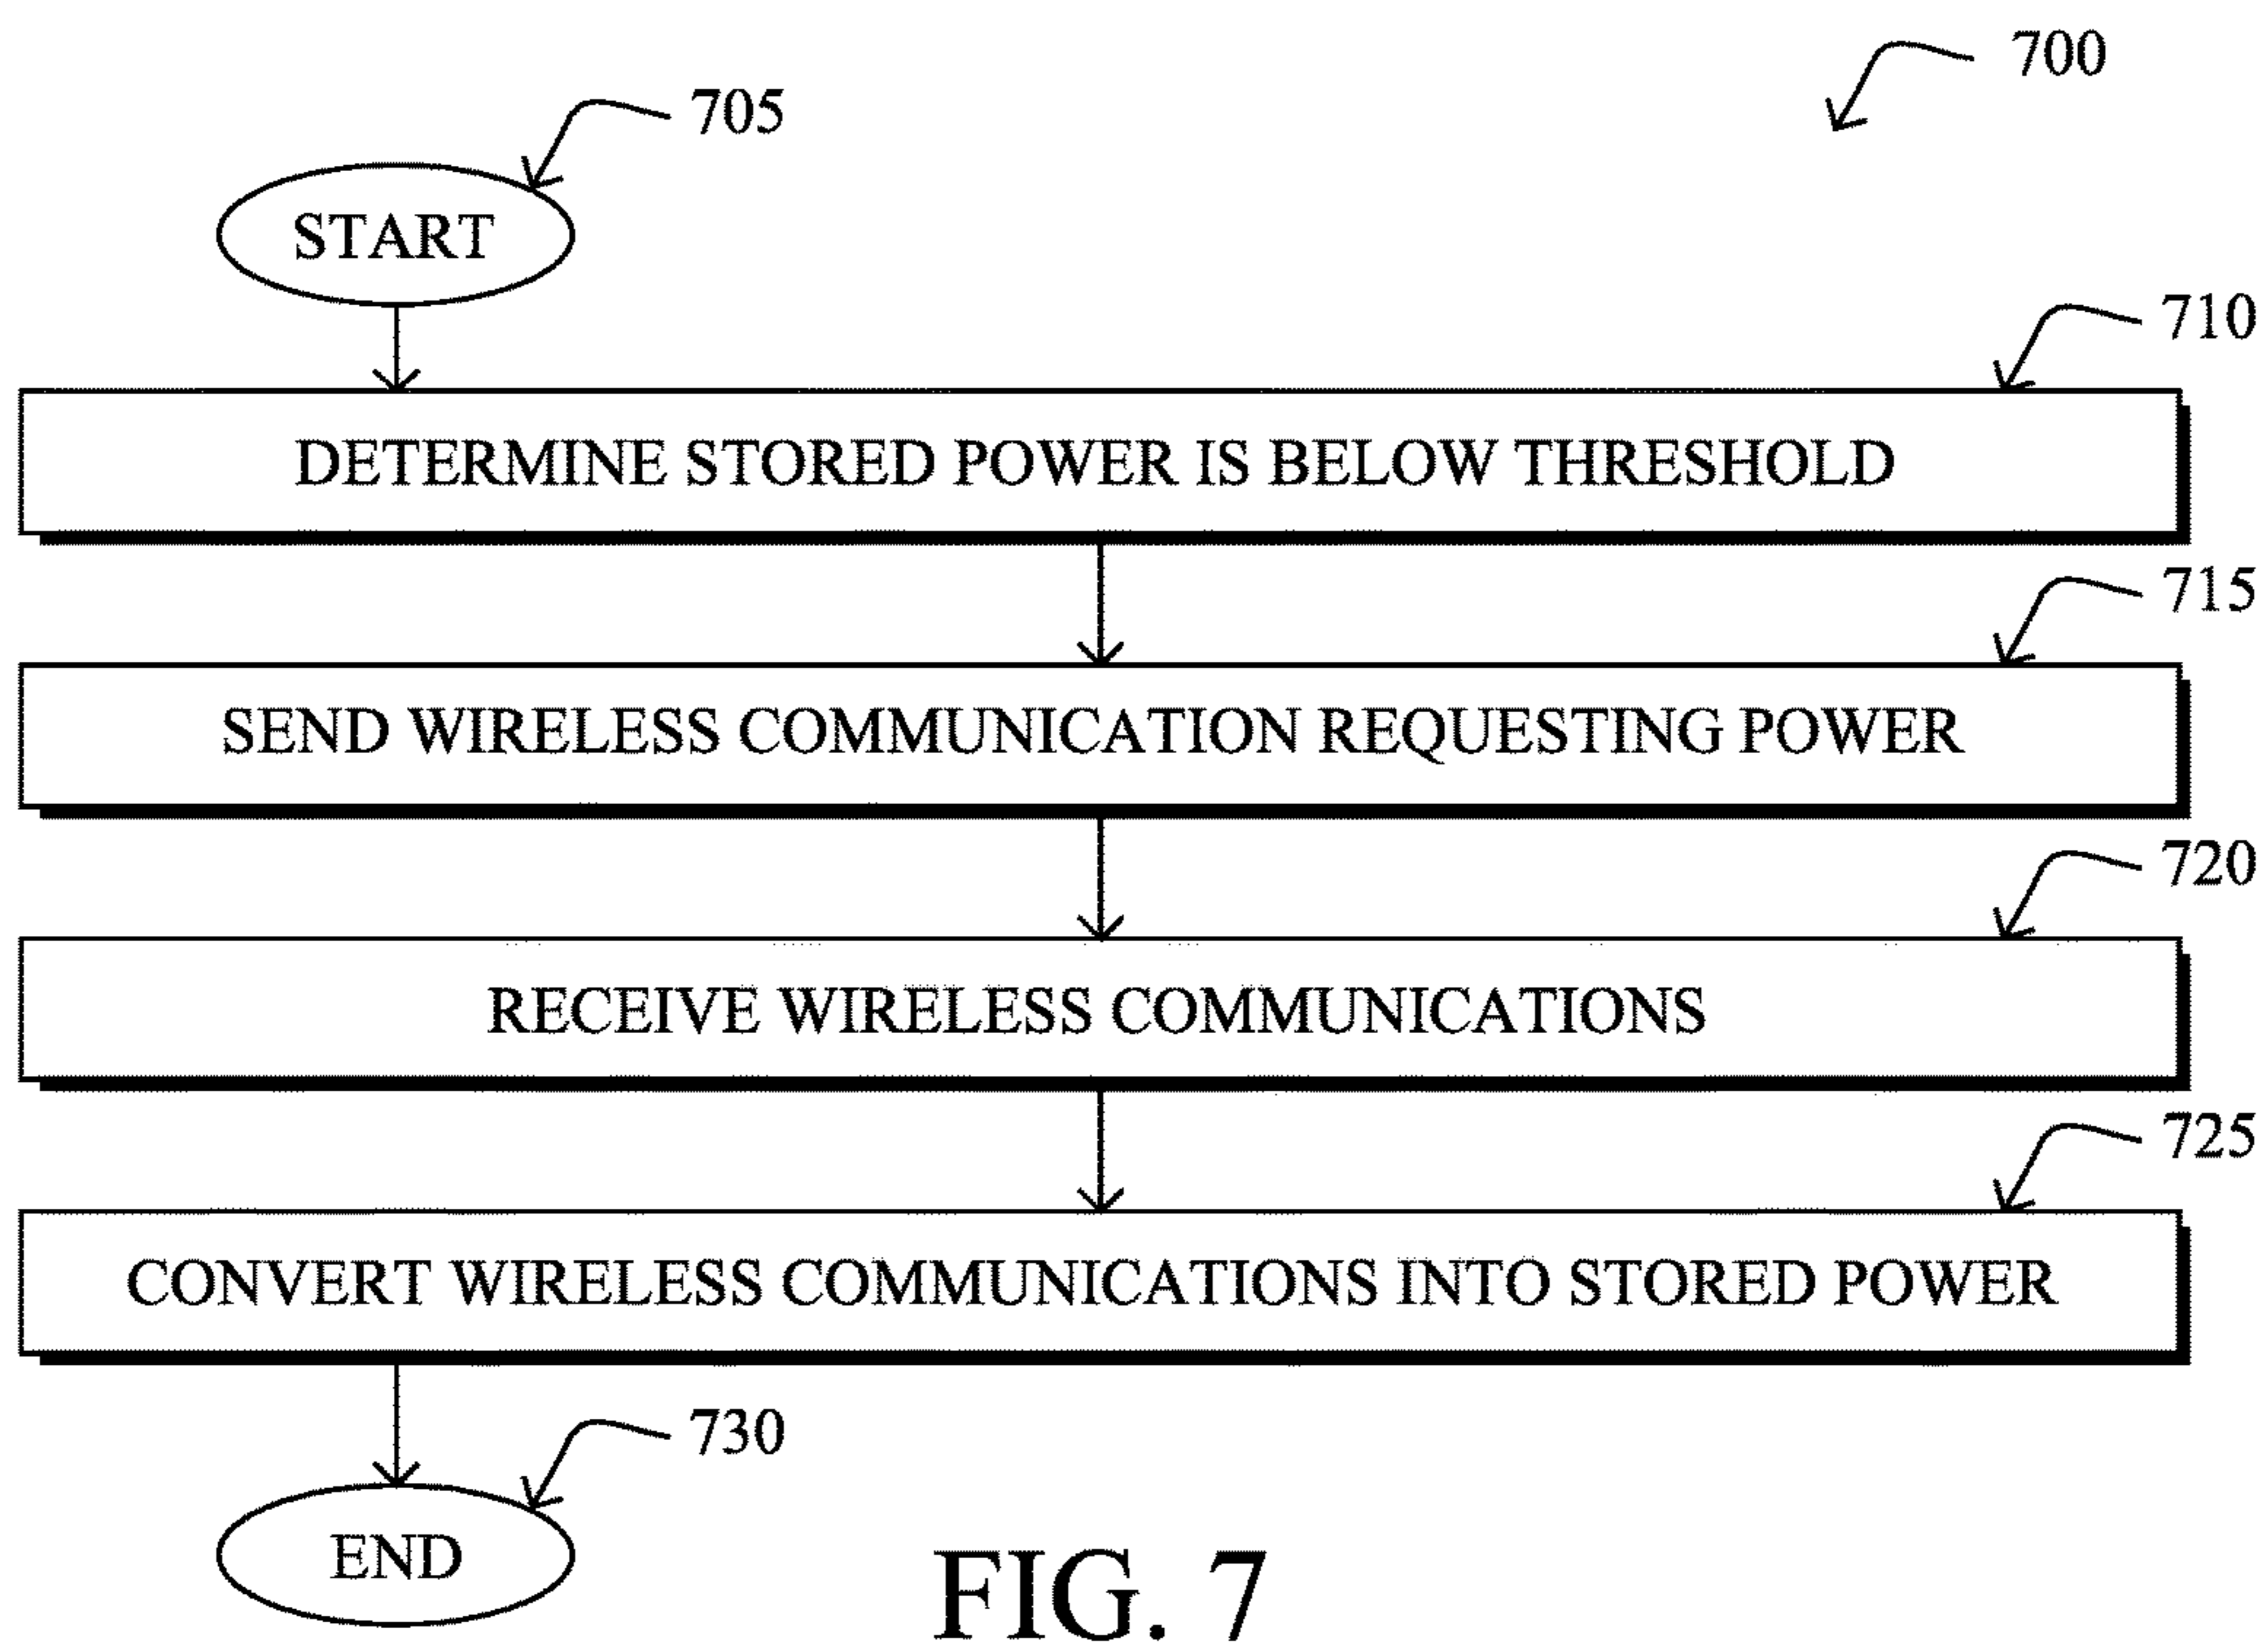 700
705
START
710
DETERMINE STORED POWER IS BELOW THRESHOLD
715
SEND WIRELESS COMMUNICATION REQUESTING POWER
720
RECEIVE WIRELESS COMMUNICATIONS
725
CONVERT WIRELESS COMMUNICATIONS INTO STORED POWER
730
END
FIG. 7